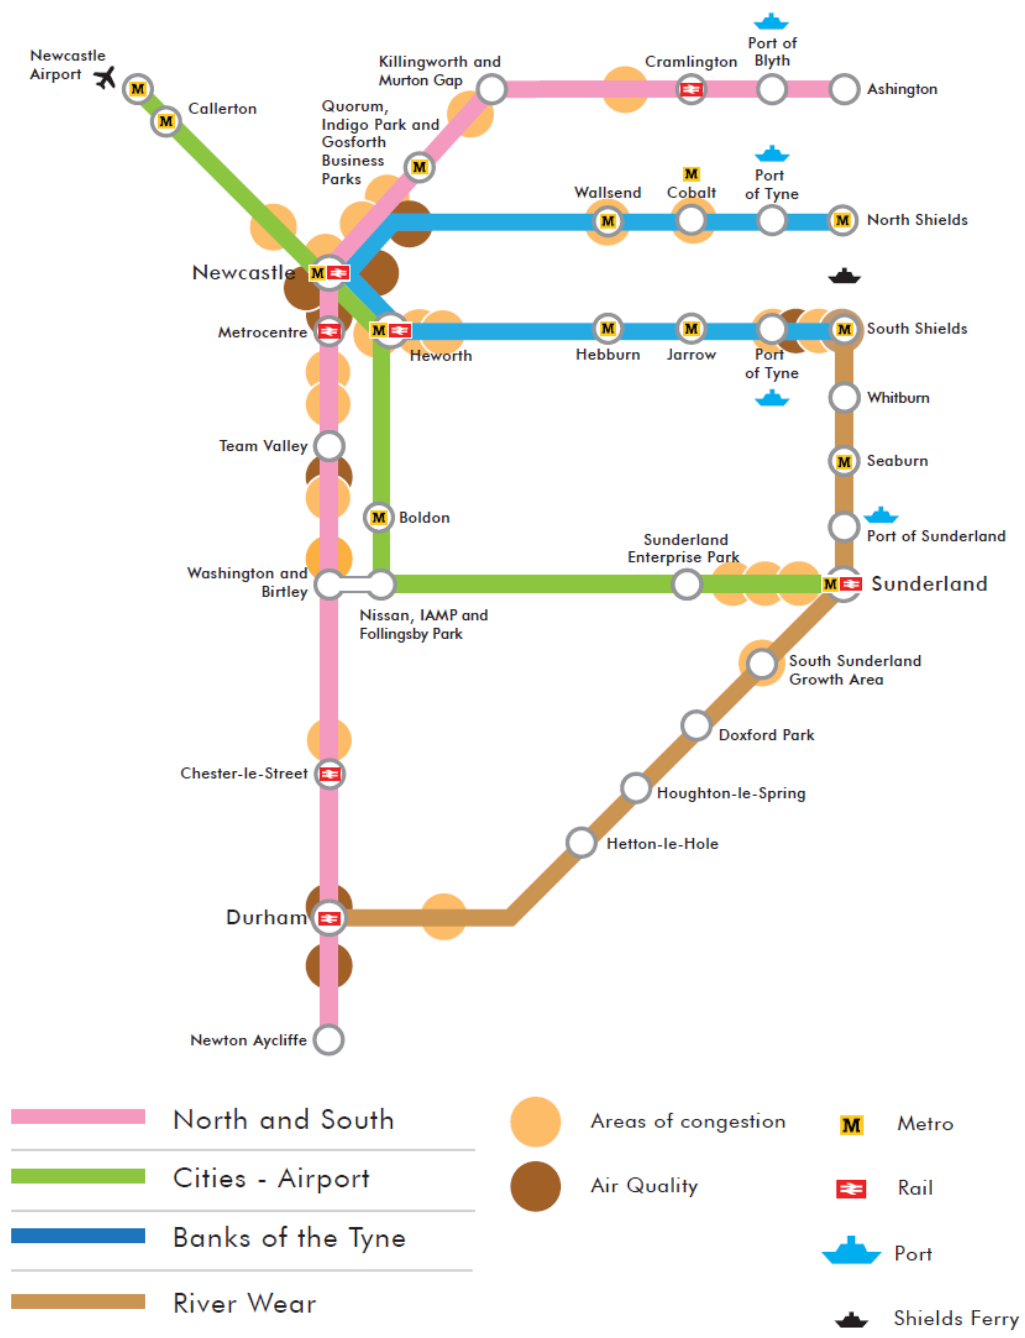 Newcastle
Airport
M
Callerton
M
Killingworth and
Murton Gap
Cramlington
Port of
Blyth
Ashington
Quorum,
Indigo Park and
Gosforth
Business
Parks
M
Wallsend
M
M
Cobalt
Port
of Tyne
North Shields
M
Newcastle
M
Metrocentre
M
Heworth
Hebburn
M
Jarrow
M
Port
of Tyne
South Shields
M
Whitburn
Team Valley
Seaburn
M
Boldon
M
Port of Sunderland
Sunderland
Enterprise Park
Washington and
Birtley
Nissan, IAMP and
Follingsby Park
M
Sunderland
South Sunderland
Growth Area
Doxford Park
Chester-le-Street
Houghton-le-Spring
Hetton-le-Hole
Durham
Newton Aycliffe
North and South
Cities - Airport
Banks of the Tyne
River Wear
Areas of congestion
Air Quality
M
Metro
Rail
Port
Shields Ferry